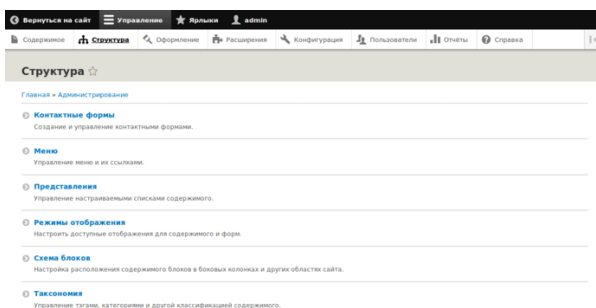 Вернуться на сайт Управление Ярлыки admin
Содержимое Структура Оформление Расширения Конфигурация Пользователи Отчёты Справка
Структура
Главная » Администрирование
Контактные формы
Создание и управление контактными формами.
Меню
Управление меню и их ссылками.
Представления
Управление настраиваемыми списками содержимого.
Режимы отображения
Настроить доступные отображения для содержимого и форм.
Схема блоков
Настройка расположения содержимого блоков в боковых колонках и других областях сайта.
Таксономия
Управление тэгами, категориями и другой классификацией содержимого.